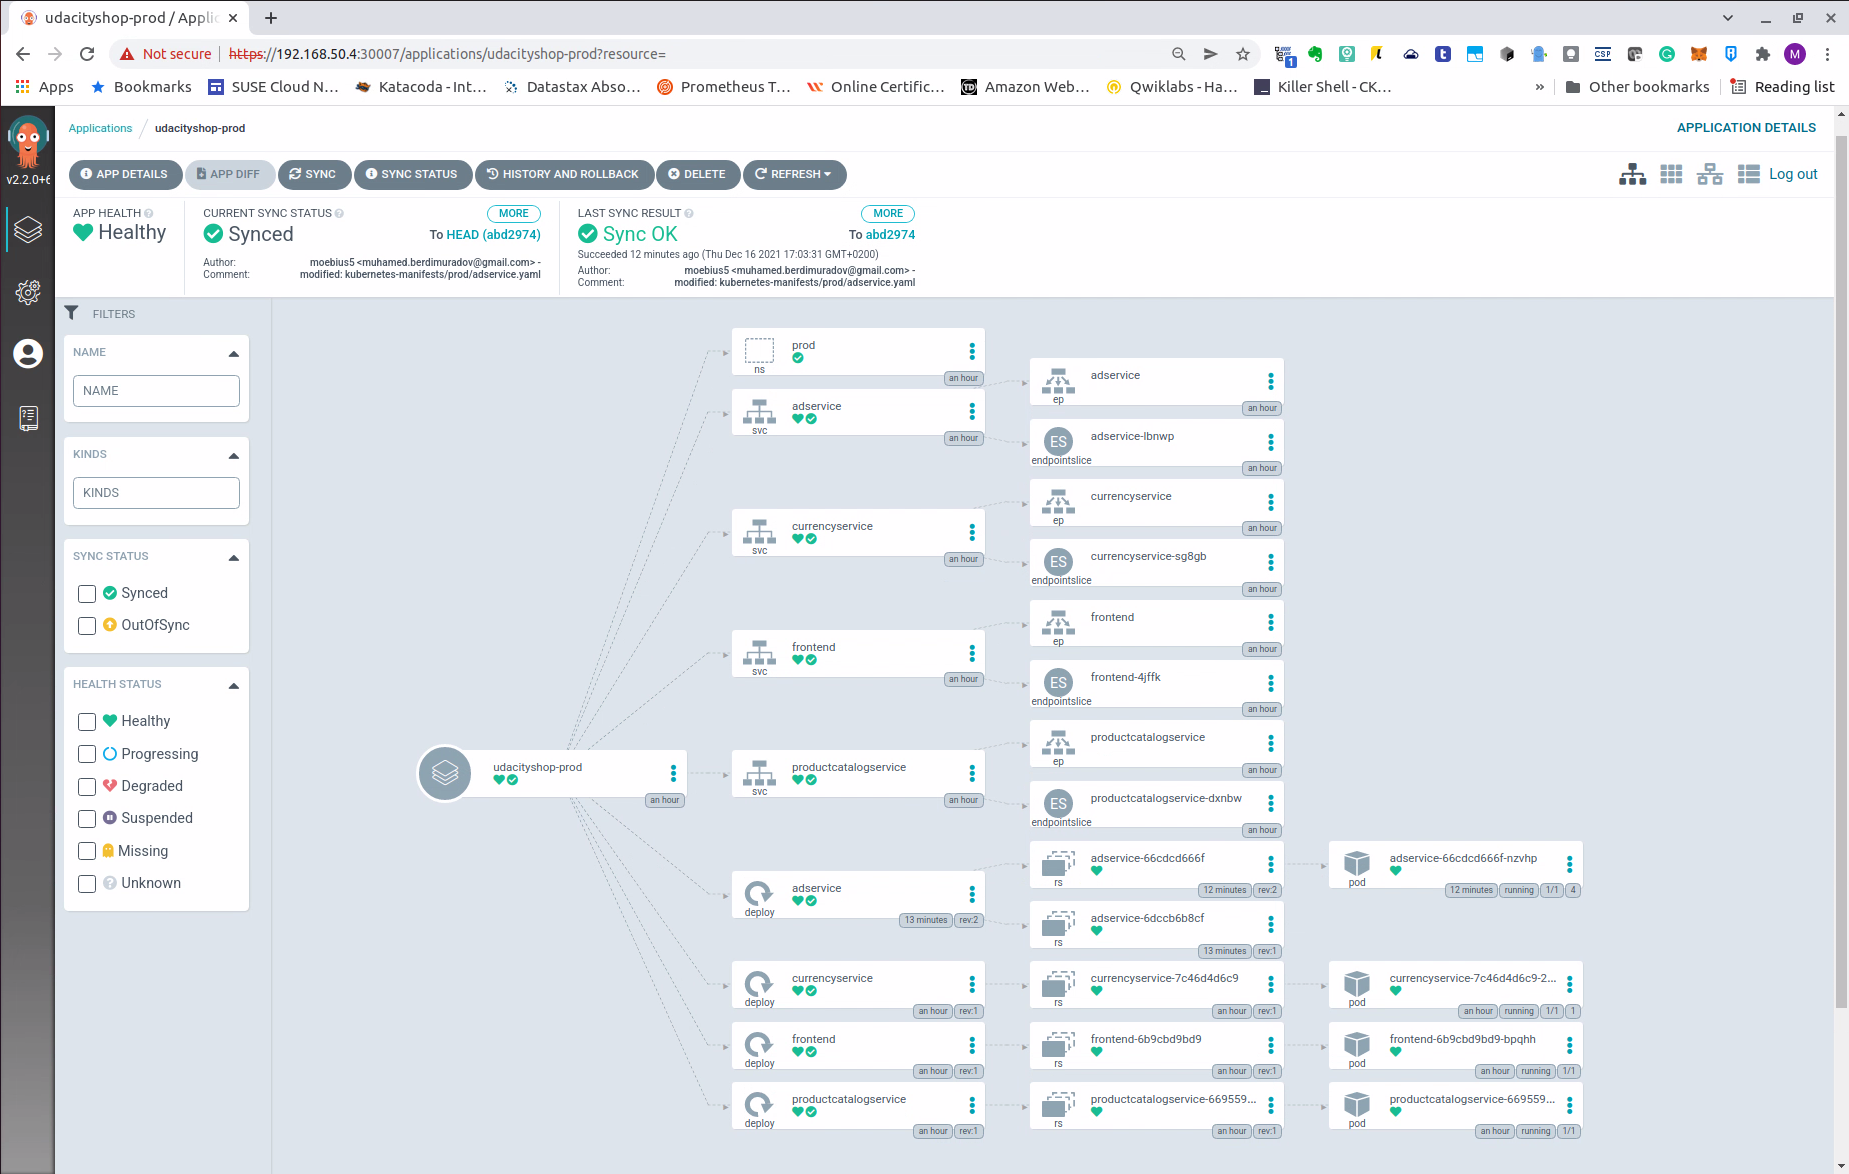 udacityshop-prod / Applic
Not secure https://192.168.50.4:30007/applications/udacityshop-prod?resource=
Apps Bookmarks SUSE Cloud N... Katacoda - Int... Datastax Abso... Prometheus T... Online Certific... Amazon Web... Qwiklabs - Ha... Killer Shell - CK... » Other bookmarks Reading list
v2.2.0+6
Applications / udacityshop-prod
APPLICATION DETAILS
APP DETAILS APP DIFF SYNC SYNC STATUS HISTORY AND ROLLBACK DELETE REFRESH
Log out
APP HEALTH
Healthy
CURRENT SYNC STATUS MORE
Synced To HEAD (abd2974)
Author: moebius5 <muhamed.berdimuradov@gmail.com> -
Comment: modified: kubernetes-manifests/prod/adservice.yaml
LAST SYNC RESULT MORE
Sync OK To abd2974
Succeeded 12 minutes ago (Thu Dec 16 2021 17:03:31 GMT+0200)
Author: moebius5 <muhamed.berdimuradov@gmail.com> -
Comment: modified: kubernetes-manifests/prod/adservice.yaml
FILTERS
NAME
NAME
KINDS
KINDS
SYNC STATUS
Synced
OutOfSync
HEALTH STATUS
Healthy
Progressing
Degraded
Suspended
Missing
Unknown
udacityshop-prod
an hour
prod
ns
an hour
adservice
svc
an hour
currencyservice
svc
an hour
frontend
svc
an hour
productcatalogservice
svc
an hour
adservice
deploy
13 minutes rev:2
currencyservice
deploy
an hour rev:1
frontend
deploy
an hour rev:1
productcatalogservice
deploy
an hour rev:1
adservice
ep
an hour
adservice-lbnwp
ES
endpointslice
an hour
currencyservice
ep
an hour
currencyservice-sg8gb
ES
endpointslice
an hour
frontend
ep
an hour
frontend-4jffk
ES
endpointslice
an hour
productcatalogservice
ep
an hour
productcatalogservice-dxnbw
ES
endpointslice
an hour
adservice-66cdcd666f
rs
12 minutes rev:2
adservice-6dccb6b8cf
rs
13 minutes rev:1
currencyservice-7c46d4d6c9
rs
an hour rev:1
frontend-6b9cbd9bd9
rs
an hour rev:1
productcatalogservice-669559...
rs
an hour rev:1
adservice-66cdcd666f-nzvhp
pod
12 minutes running 1/1 4
currencyservice-7c46d4d6c9-2...
pod
an hour running 1/1 1
frontend-6b9cbd9bd9-bpqhh
pod
an hour running 1/1
productcatalogservice-669559...
pod
an hour running 1/1